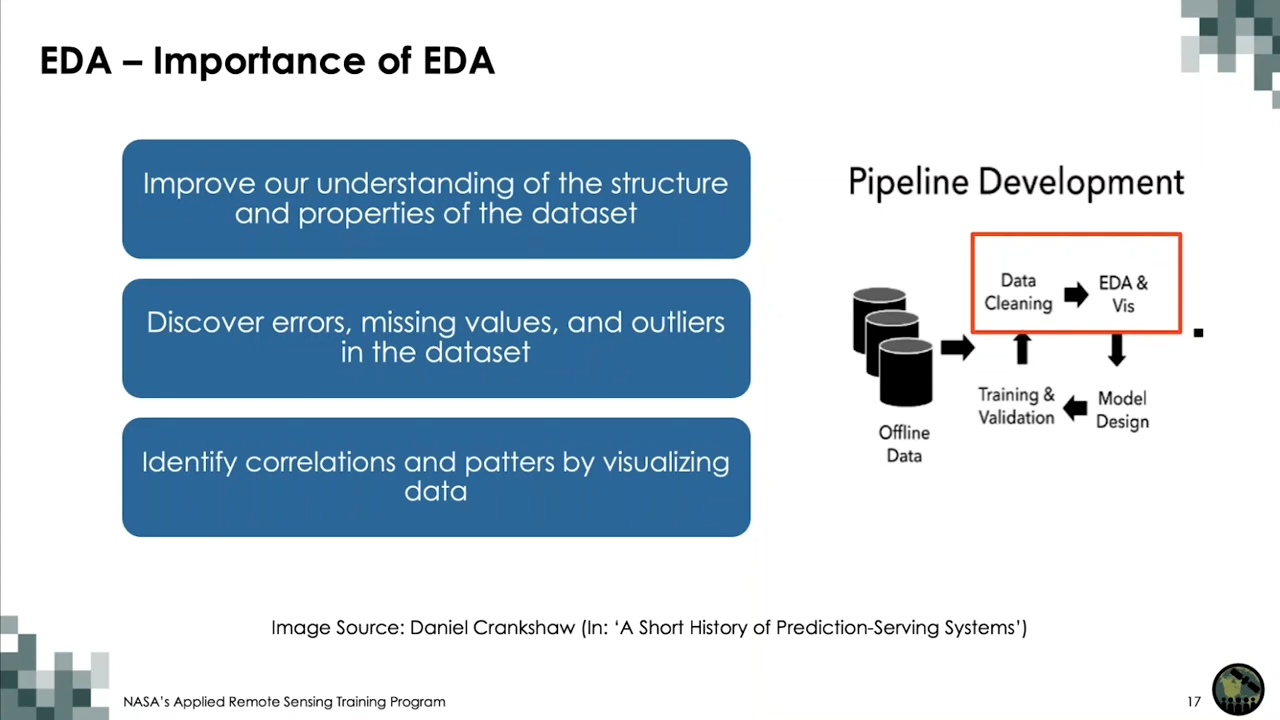 EDA – Importance of EDA
Improve our understanding of the structure
and properties of the dataset
Discover errors, missing values, and outliers
in the dataset
Identify correlations and patters by visualizing
data
Pipeline Development
Data
Cleaning
EDA &
Vis
Training &
Validation
Model
Design
Offline
Data
Image Source: Daniel Crankshaw (In: ‘A Short History of Prediction-Serving Systems’)
NASA’s Applied Remote Sensing Training Program
17